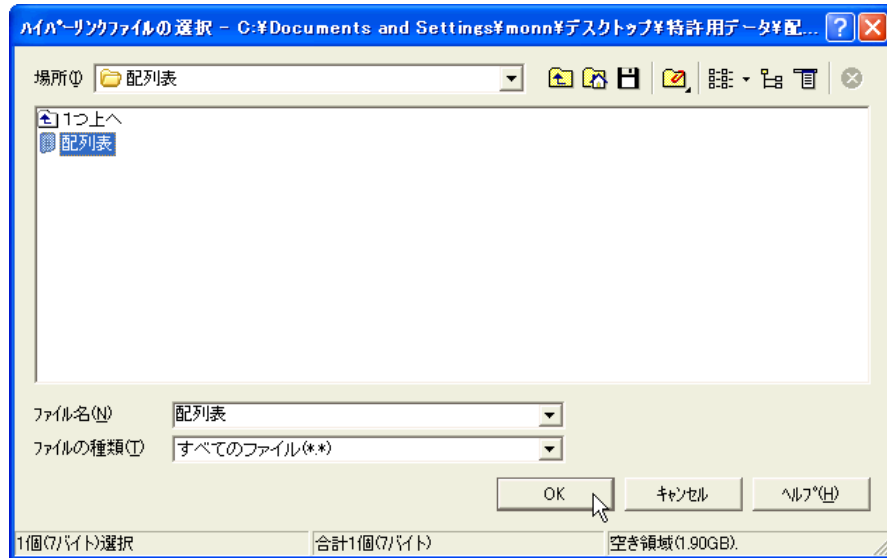 ﾊｲﾊﾟｰﾘﾝｸﾌｧｲﾙの選択 - C:¥Documents and Settings¥monn¥デスクトップ¥特許用データ¥配...
場所(I) 配列表
1つ上へ
配列表
ﾌｧｲﾙ名(N) 配列表
ﾌｧｲﾙの種類(T) すべてのファイル(*.*)
OK ｷｬﾝｾﾙ ﾍﾙﾌﾟ(H)
1個(7バイト)選択 合計1個(7バイト) 空き領域(1.90GB).